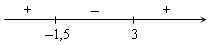 + – +
–1,5 3